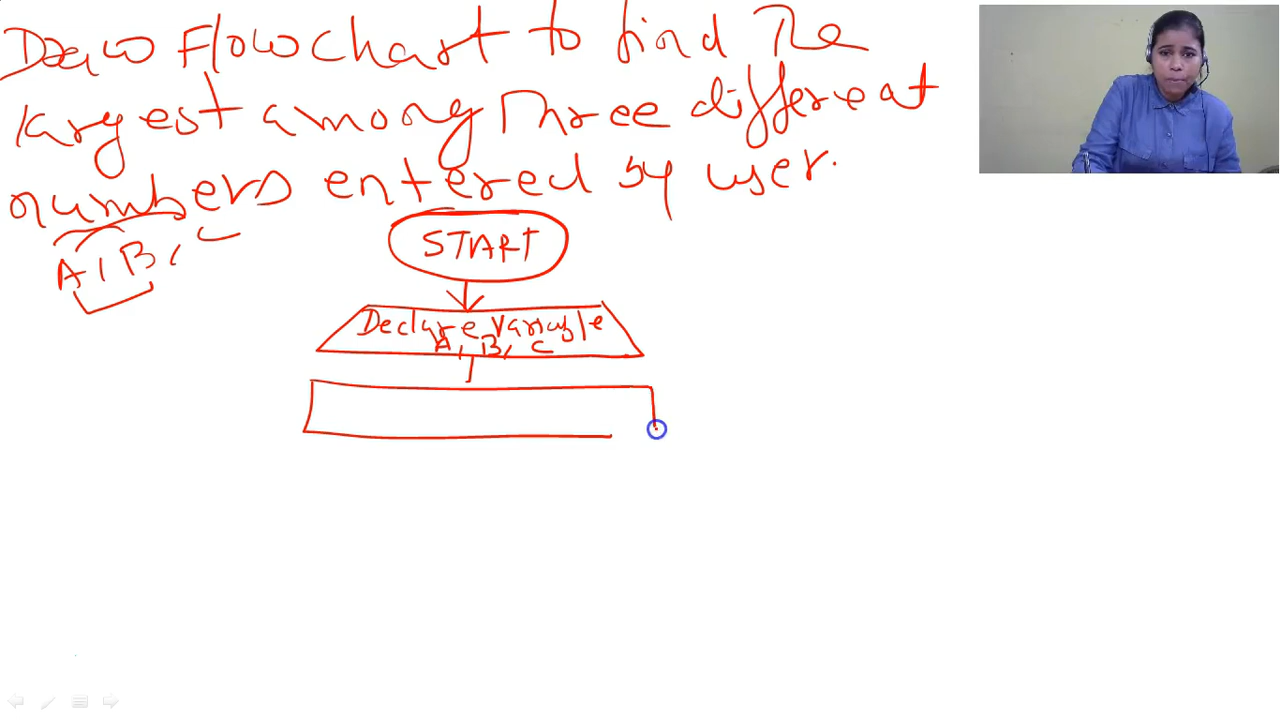 Draw Flowchart to find The
largest among Three different
numbers entered by user.
A, B, C
START
Declare Variable
A, B, C